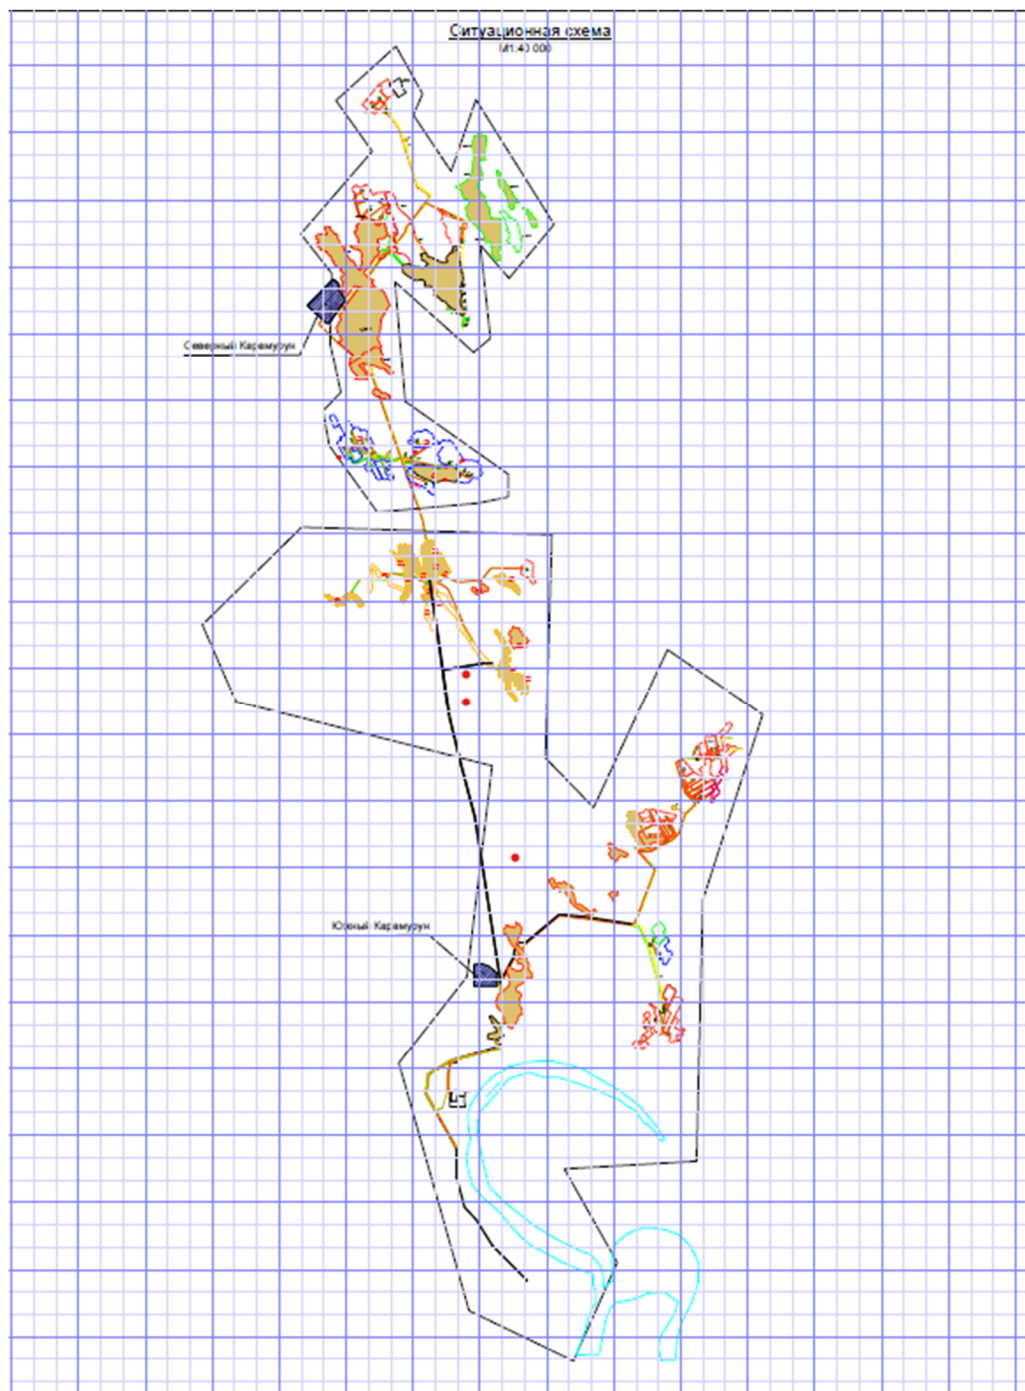 Ситуационная схема
М1:40 000
Северный Карамурун
Южный Карамурун